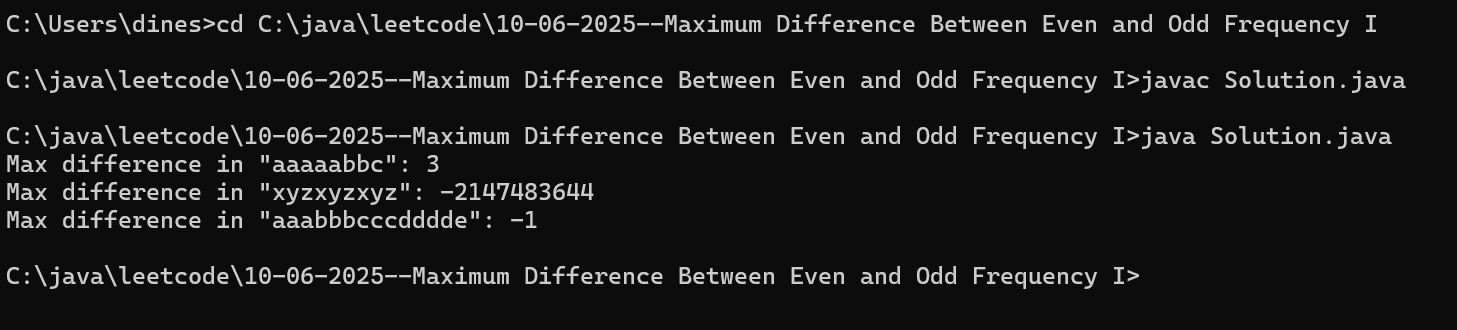 C:\Users\dines>cd C:\java\leetcode\10-06-2025--Maximum Difference Between Even and Odd Frequency I
C:\java\leetcode\10-06-2025--Maximum Difference Between Even and Odd Frequency I>javac Solution.java
C:\java\leetcode\10-06-2025--Maximum Difference Between Even and Odd Frequency I>java Solution.java
Max difference in "aaaaabbc": 3
Max difference in "xyzxyzxyz": -2147483644
Max difference in "aaabbbcccdddde": -1
C:\java\leetcode\10-06-2025--Maximum Difference Between Even and Odd Frequency I>